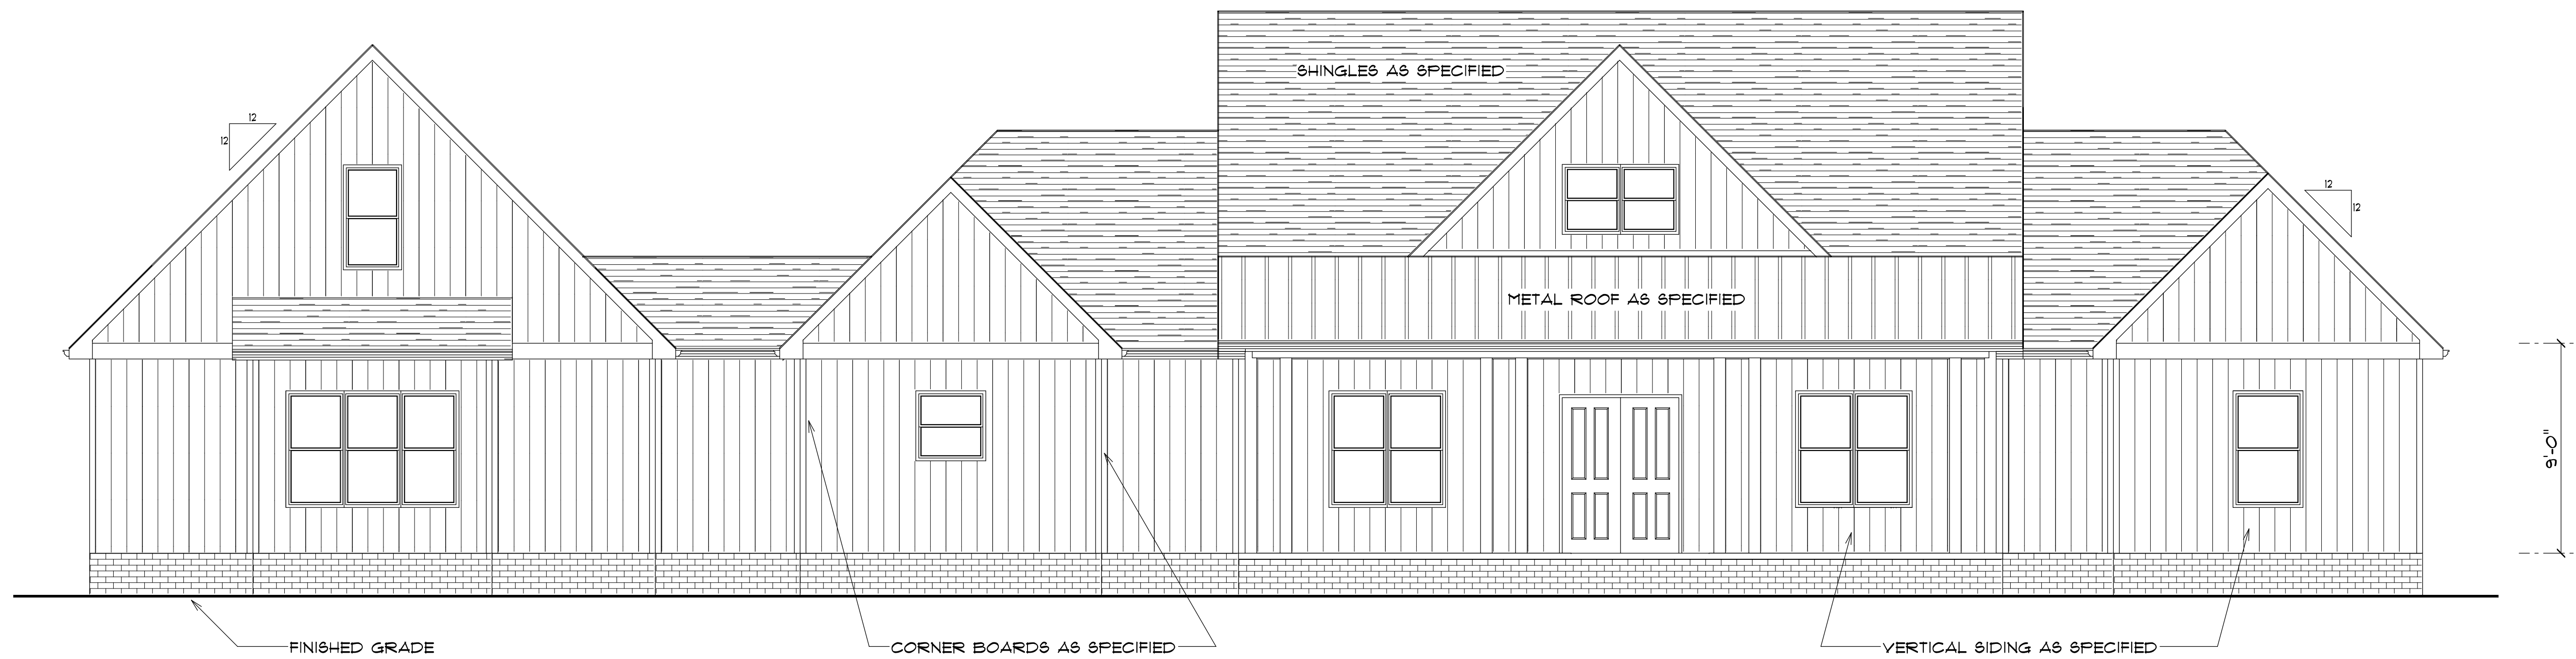 SHINGLES AS SPECIFIED
12
12
12
12
METAL ROOF AS SPECIFIED
9'-0"
FINISHED GRADE
CORNER BOARDS AS SPECIFIED
VERTICAL SIDING AS SPECIFIED